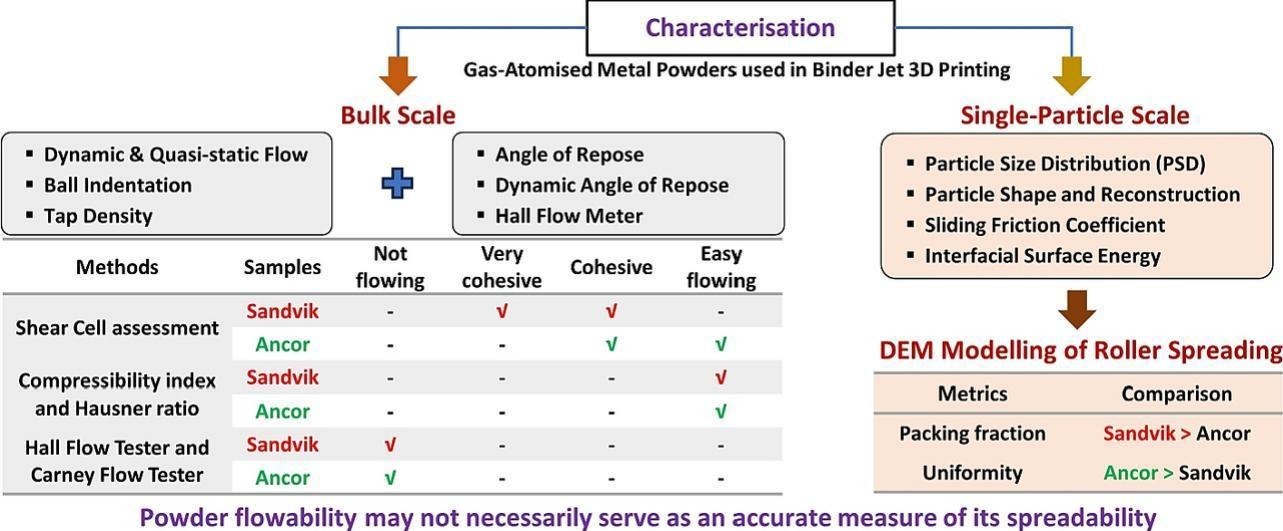 Characterisation
Gas-Atomised Metal Powders used in Binder Jet 3D Printing
Bulk Scale
▪ Dynamic & Quasi-static Flow
▪ Ball Indentation
▪ Tap Density
▪ Angle of Repose
▪ Dynamic Angle of Repose
▪ Hall Flow Meter
Methods Samples Not flowing Very cohesive Cohesive Easy flowing
Shear Cell assessment
Sandvik - √ √ -
Ancor - - √ √
Compressibility index
and Hausner ratio
Sandvik - - - √
Ancor - - - √
Hall Flow Tester and
Carney Flow Tester
Sandvik √ - - -
Ancor √ - - -
Single-Particle Scale
▪ Particle Size Distribution (PSD)
▪ Particle Shape and Reconstruction
▪ Sliding Friction Coefficient
▪ Interfacial Surface Energy
DEM Modelling of Roller Spreading
Metrics Comparison
Packing fraction Sandvik > Ancor
Uniformity Ancor > Sandvik
Powder flowability may not necessarily serve as an accurate measure of its spreadability